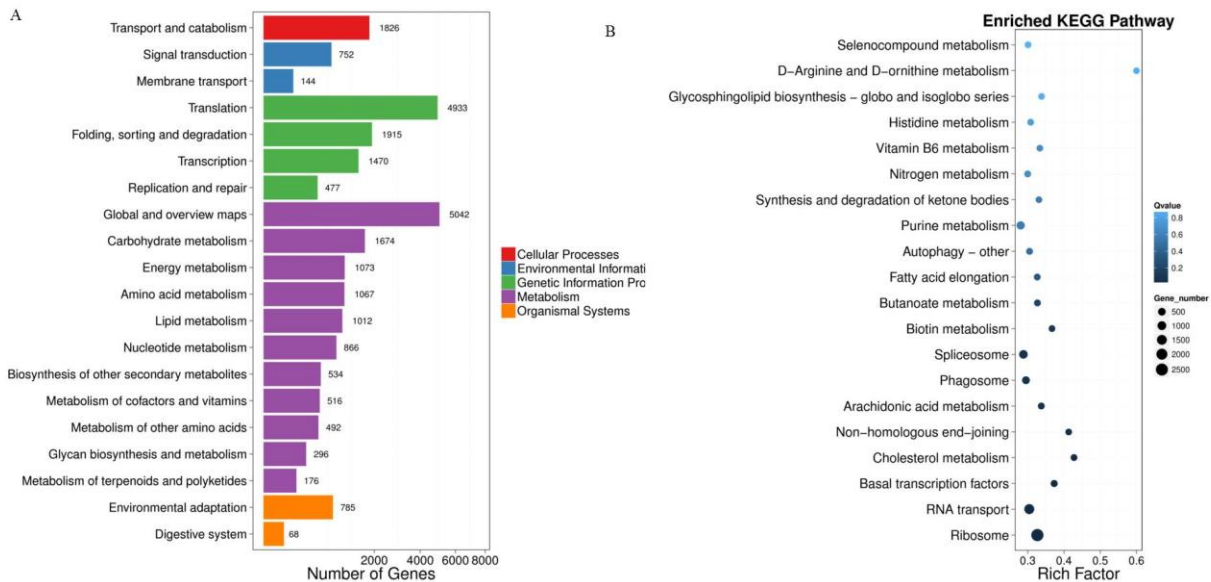 A
Transport and catabolism 1826
Signal transduction 752
Membrane transport 144
Translation 4933
Folding, sorting and degradation 1915
Transcription 1470
Replication and repair 477
Global and overview maps 5042
Carbohydrate metabolism 1674
Energy metabolism 1073
Amino acid metabolism 1067
Lipid metabolism 1012
Nucleotide metabolism 866
Biosynthesis of other secondary metabolites 534
Metabolism of cofactors and vitamins 516
Metabolism of other amino acids 492
Glycan biosynthesis and metabolism 296
Metabolism of terpenoids and polyketides 176
Environmental adaptation 785
Digestive system 68
2000 4000 6000 8000
Number of Genes
Cellular Processes
Environmental Informati
Genetic Information Pro
Metabolism
Organismal Systems
B
Enriched KEGG Pathway
Selenocompound metabolism
D−Arginine and D−ornithine metabolism
Glycosphingolipid biosynthesis − globo and isoglobo series
Histidine metabolism
Vitamin B6 metabolism
Nitrogen metabolism
Synthesis and degradation of ketone bodies
Purine metabolism
Autophagy − other
Fatty acid elongation
Butanoate metabolism
Biotin metabolism
Spliceosome
Phagosome
Arachidonic acid metabolism
Non−homologous end−joining
Cholesterol metabolism
Basal transcription factors
RNA transport
Ribosome
0.3 0.4 0.5 0.6
Rich Factor
Qvalue
0.8
0.6
0.4
0.2
Gene_number
500
1000
1500
2000
2500